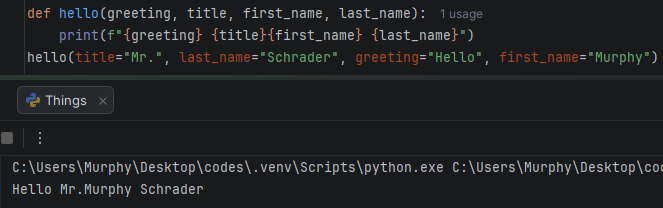 def hello(greeting, title, first_name, last_name): 1 usage
    print(f"{greeting} {title}{first_name} {last_name}")
hello(title="Mr.", last_name="Schrader", greeting="Hello", first_name="Murphy")
Things ×
C:\Users\Murphy\Desktop\codes\.venv\Scripts\python.exe C:\Users\Murphy\Desktop\cod
Hello Mr.Murphy Schrader